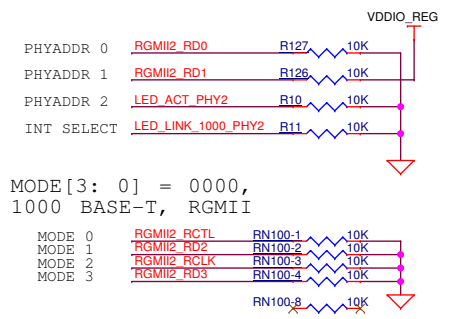 VDDIO_REG
PHYADDR 0 RGMII2_RD0 R127 10K
PHYADDR 1 RGMII2_RD1 R126 10K
PHYADDR 2 LED_ACT_PHY2 R10 10K
INT SELECT LED_LINK_1000_PHY2 R11 10K
MODE[3: 0] = 0000,
1000 BASE-T, RGMII
MODE 0 RGMII2_RCTL RN100-1 10K
MODE 1 RGMII2_RD2 RN100-2 10K
MODE 2 RGMII2_RCLK RN100-3 10K
MODE 3 RGMII2_RD3 RN100-4 10K
RN100-8 10K